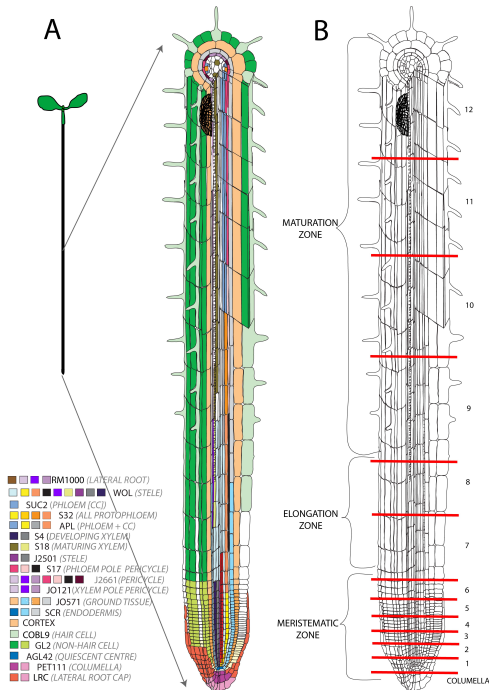 A
B
12
11
MATURATION
ZONE
10
9
8
ELONGATION
ZONE
7
6
5
4
3
2
1
MERISTEMATIC
ZONE
COLUMELLA
RM1000 (LATERAL ROOT)
WOL (STELE)
SUC2 (PHLOEM [CC])
S32 (ALL PROTOPHLOEM)
APL (PHLOEM + CC)
S4 (DEVELOPING XYLEM)
S18 (MATURING XYLEM)
J2501 (STELE)
S17 (PHLOEM POLE PERICYCLE)
J2661 (PERICYCLE)
JO121 (XYLEM POLE PERICYCLE)
JO571 (GROUND TISSUE)
SCR (ENDODERMIS)
CORTEX
COBL9 (HAIR CELL)
GL2 (NON-HAIR CELL)
AGL42 (QUIESCENT CENTRE)
PET111 (COLUMELLA)
LRC (LATERAL ROOT CAP)